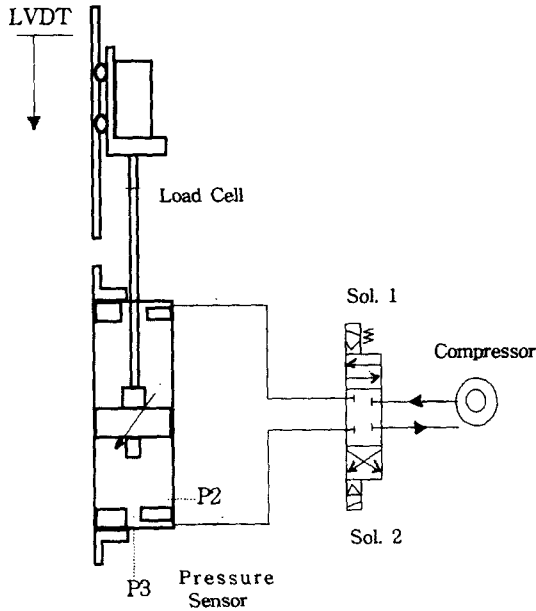 LVDT
Load Cell
Sol. 1
Compressor
P2
Sol. 2
P3
Pressure
Sensor